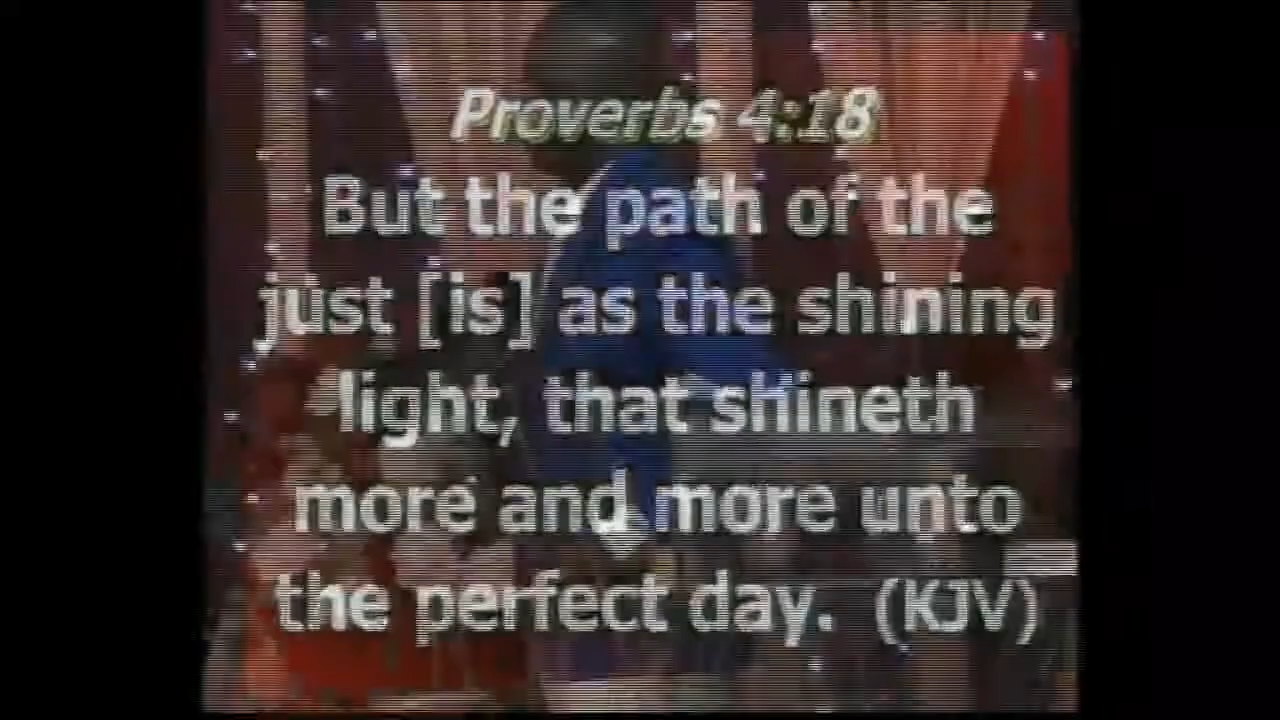 Proverbs 4:18
But the path of the
just [is] as the shining
light, that shineth
more and more unto
the perfect day. (KJV)